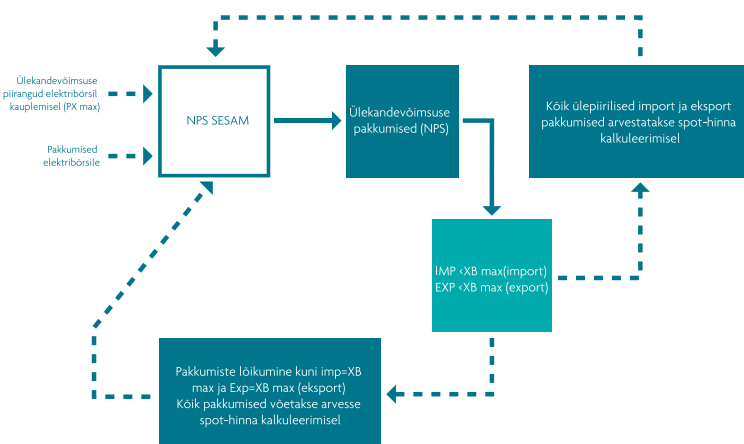 Ülekandevõimsuse
piirangud elektribörsil
kauplemisel (PX max)
Pakkumised
elektribörsile
NPS SESAM
Ülekandevõimsuse
pakkumised (NPS)
Kõik ülepiirilised import ja eksport
pakkumised arvestatakse spot-hinna
kalkuleerimisel
IMP <XB max(import)
EXP <XB max (export)
Pakkumiste lõikumine kuni imp=XB
max ja Exp=XB max (eksport)
Kõik pakkumised võetakse arvesse
spot-hinna kalkuleerimisel